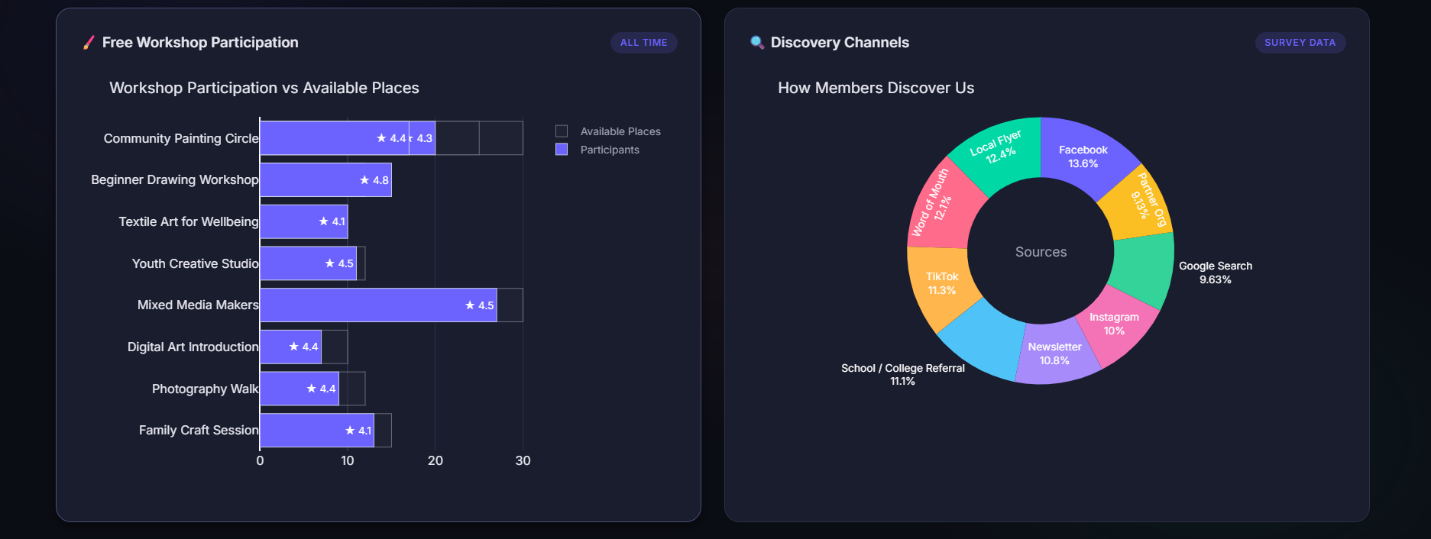 Free Workshop Participation
ALL TIME
Workshop Participation vs Available Places
Community Painting Circle
★ 4.4
4.3
Beginner Drawing Workshop
★ 4.8
Textile Art for Wellbeing
★ 4.1
Youth Creative Studio
★ 4.5
Mixed Media Makers
★ 4.5
Digital Art Introduction
★ 4.4
Photography Walk
★ 4.4
Family Craft Session
★ 4.1
0 10 20 30
Available Places
Participants
Discovery Channels
SURVEY DATA
How Members Discover Us
Facebook
13.6%
Partner Org
9.13%
Google Search
9.63%
Instagram
10%
Newsletter
10.8%
School / College Referral
11.1%
TikTok
11.3%
Word of Mouth
12.1%
Local Flyer
12.4%
Sources